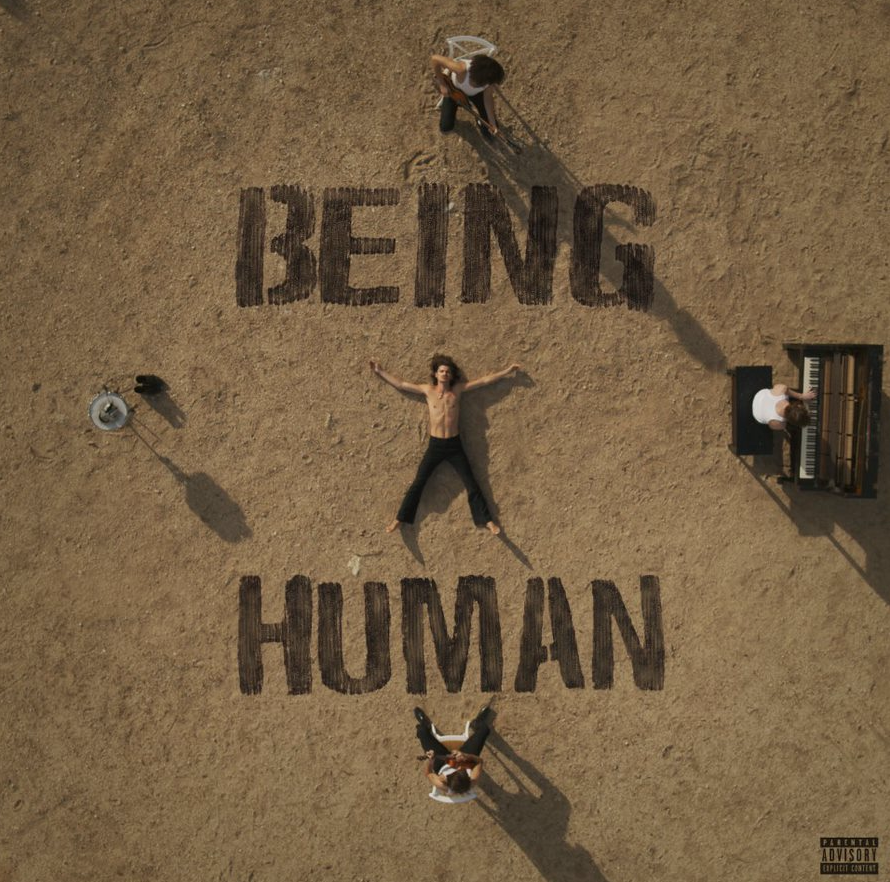 BEING
HUMAN
PARENTAL
ADVISORY
EXPLICIT CONTENT